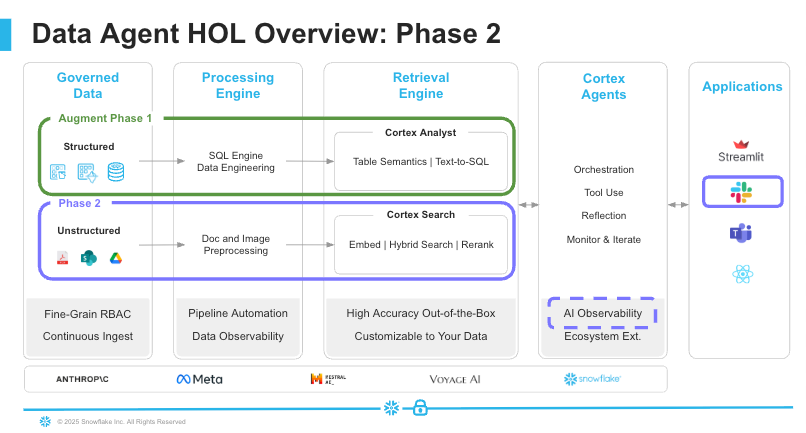 Data Agent HOL Overview: Phase 2
Governed
Data
Processing
Engine
Retrieval
Engine
Cortex
Agents
Applications
Augment Phase 1
Structured
SQL Engine
Data Engineering
Cortex Analyst
Table Semantics | Text-to-SQL
Phase 2
Unstructured
Doc and Image
Preprocessing
Cortex Search
Embed | Hybrid Search | Rerank
Orchestration
Tool Use
Reflection
Monitor & Iterate
Streamlit
Fine-Grain RBAC
Continuous Ingest
Pipeline Automation
Data Observability
High Accuracy Out-of-the-Box
Customizable to Your Data
AI Observability
Ecosystem Ext.
ANTHROP\C
Meta
MISTRAL
AI_
VOYAGE AI
snowflake
© 2025 Snowflake Inc. All Rights Reserved